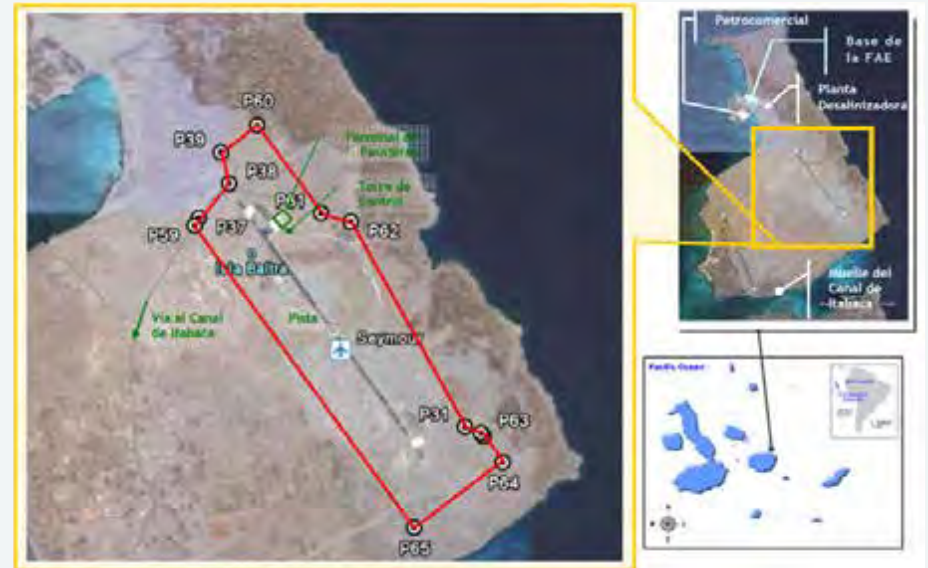 P60
P39
P38
P61
P62
P59
P37
Isla Baltra
Terminal de
Pasajeros
Torre de
Control
Vía al Canal
de Itabaca
Pista
Seymour
P31
P63
P64
P65
Petrocomercial
Base de
la FAE
Planta
Desalinizadora
Muelle del
Canal de
Itabaca
Pacific Ocean